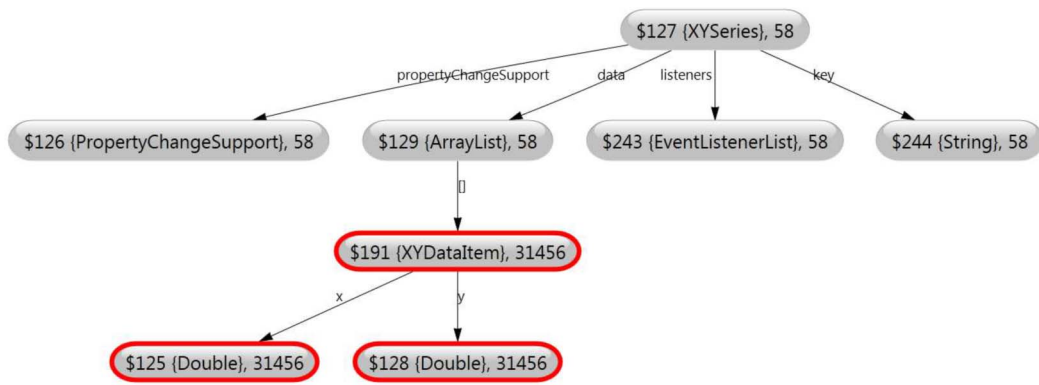 $127 {XYSeries}, 58
propertyChangeSupport
data
listeners
key
$126 {PropertyChangeSupport}, 58
$129 {ArrayList}, 58
$243 {EventListenerList}, 58
$244 {String}, 58
[]
$191 {XYDataItem}, 31456
x
y
$125 {Double}, 31456
$128 {Double}, 31456